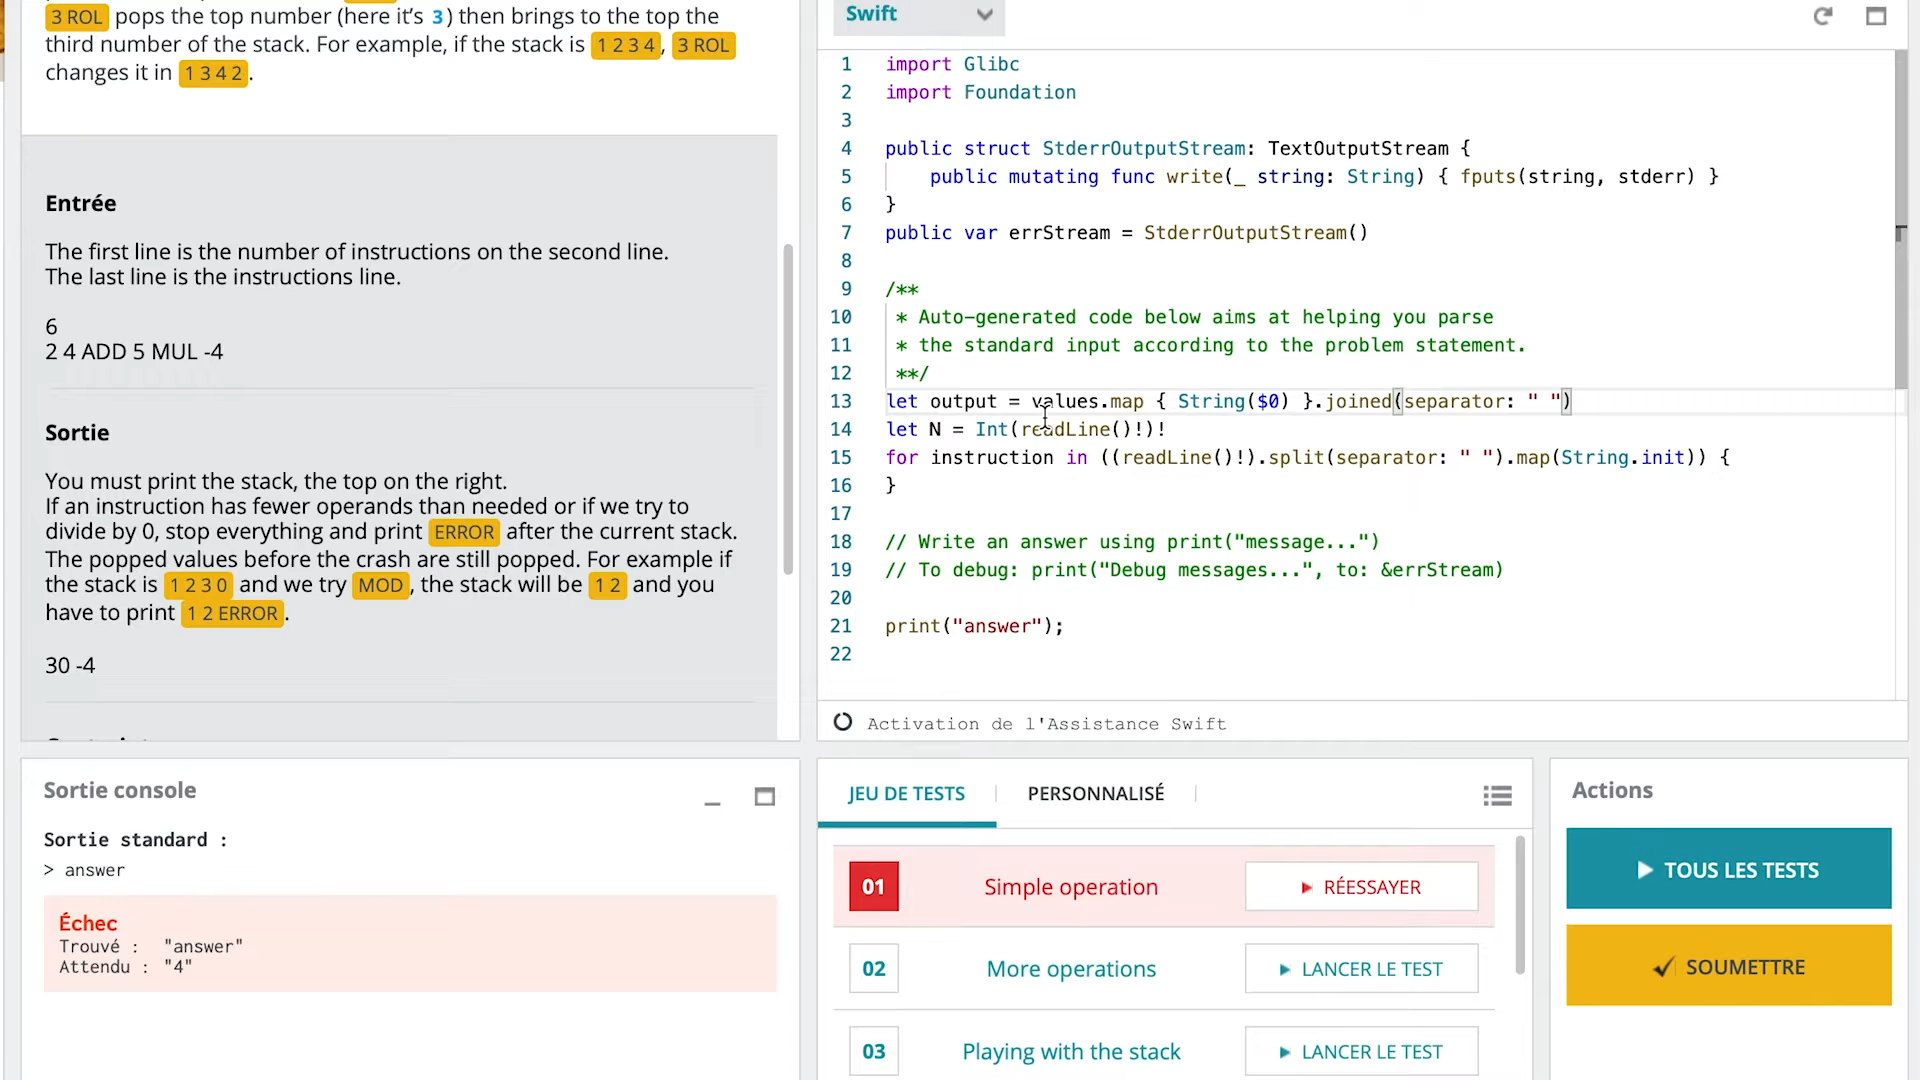 3 ROL pops the top number (here it's 3) then brings to the top the
third number of the stack. For example, if the stack is 1 2 3 4, 3 ROL
changes it in 1 3 4 2.
Entrée
The first line is the number of instructions on the second line.
The last line is the instructions line.
6
2 4 ADD 5 MUL -4
Sortie
You must print the stack, the top on the right.
If an instruction has fewer operands than needed or if we try to
divide by 0, stop everything and print ERROR after the current stack.
The popped values before the crash are still popped. For example if
the stack is 1 2 3 0 and we try MOD, the stack will be 1 2 and you
have to print 1 2 ERROR.
30 -4
Swift
1 import Glibc
2 import Foundation
3
4 public struct StderrOutputStream: TextOutputStream {
5 public mutating func write(_ string: String) { fputs(string, stderr) }
6 }
7 public var errStream = StderrOutputStream()
8
9 /**
10 * Auto-generated code below aims at helping you parse
11 * the standard input according to the problem statement.
12 **/
13 let output = values.map { String($0) }.joined(separator: " ")
14 let N = Int(readLine()!)!
15 for instruction in ((readLine()!).split(separator: " ").map(String.init)) {
16 }
17
18 // Write an answer using print("message...")
19 // To debug: print("Debug messages...", to: &errStream)
20
21 print("answer");
22
Activation de l'Assistance Swift
Sortie console
Sortie standard :
> answer
Échec
Trouvé : "answer"
Attendu : "4"
JEU DE TESTS
PERSONNALISÉ
01 Simple operation RÉESSAYER
02 More operations LANCER LE TEST
03 Playing with the stack LANCER LE TEST
Actions
TOUS LES TESTS
SOUMETTRE